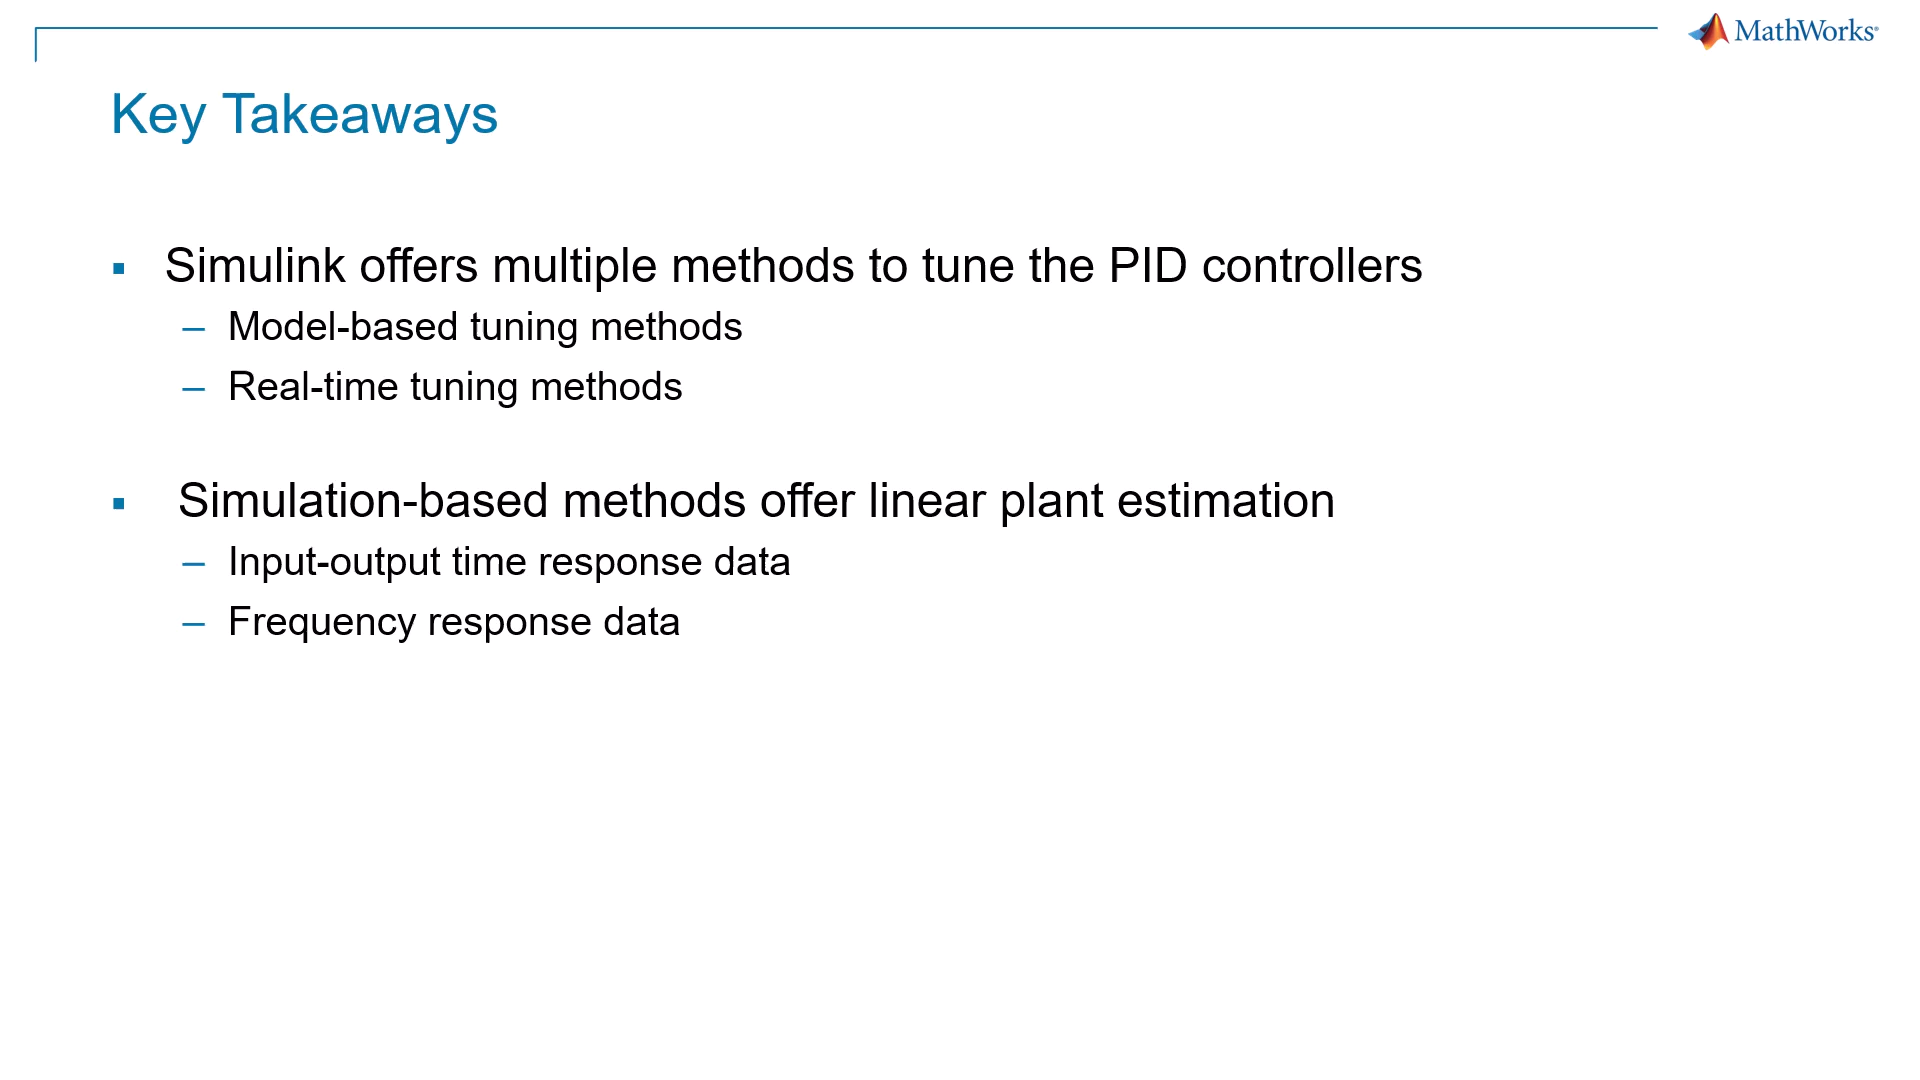 MathWorks®
Key Takeaways
▪ Simulink offers multiple methods to tune the PID controllers
– Model-based tuning methods
– Real-time tuning methods
▪ Simulation-based methods offer linear plant estimation
– Input-output time response data
– Frequency response data